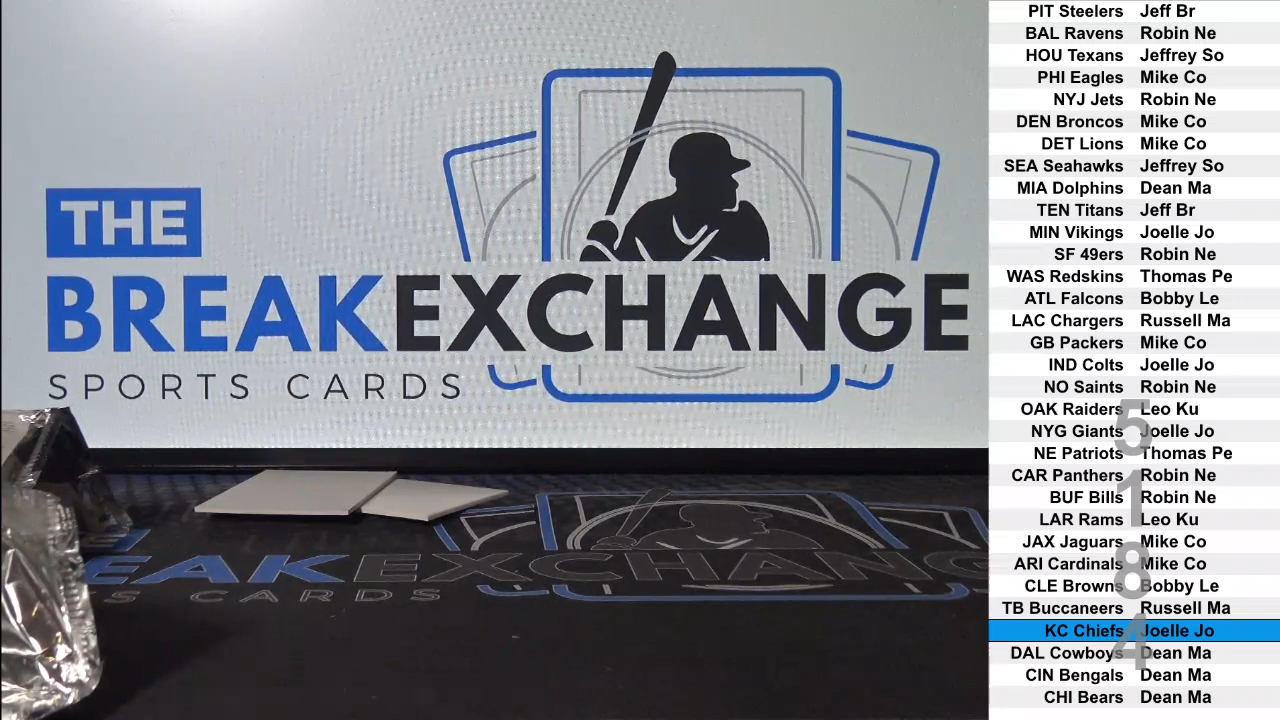 THE
BREAKEXCHANGE
SPORTS CARDS
EAKEXCHANG
S CARDS
PIT Steelers Jeff Br
BAL Ravens Robin Ne
HOU Texans Jeffrey So
PHI Eagles Mike Co
NYJ Jets Robin Ne
DEN Broncos Mike Co
DET Lions Mike Co
SEA Seahawks Jeffrey So
MIA Dolphins Dean Ma
TEN Titans Jeff Br
MIN Vikings Joelle Jo
SF 49ers Robin Ne
WAS Redskins Thomas Pe
ATL Falcons Bobby Le
LAC Chargers Russell Ma
GB Packers Mike Co
IND Colts Joelle Jo
NO Saints Robin Ne
OAK Raiders Leo Ku
NYG Giants Joelle Jo
NE Patriots Thomas Pe
CAR Panthers Robin Ne
BUF Bills Robin Ne
LAR Rams Leo Ku
JAX Jaguars Mike Co
ARI Cardinals Mike Co
CLE Browns Bobby Le
TB Buccaneers Russell Ma
KC Chiefs Joelle Jo
DAL Cowboys Dean Ma
CIN Bengals Dean Ma
CHI Bears Dean Ma
5
1
8
4